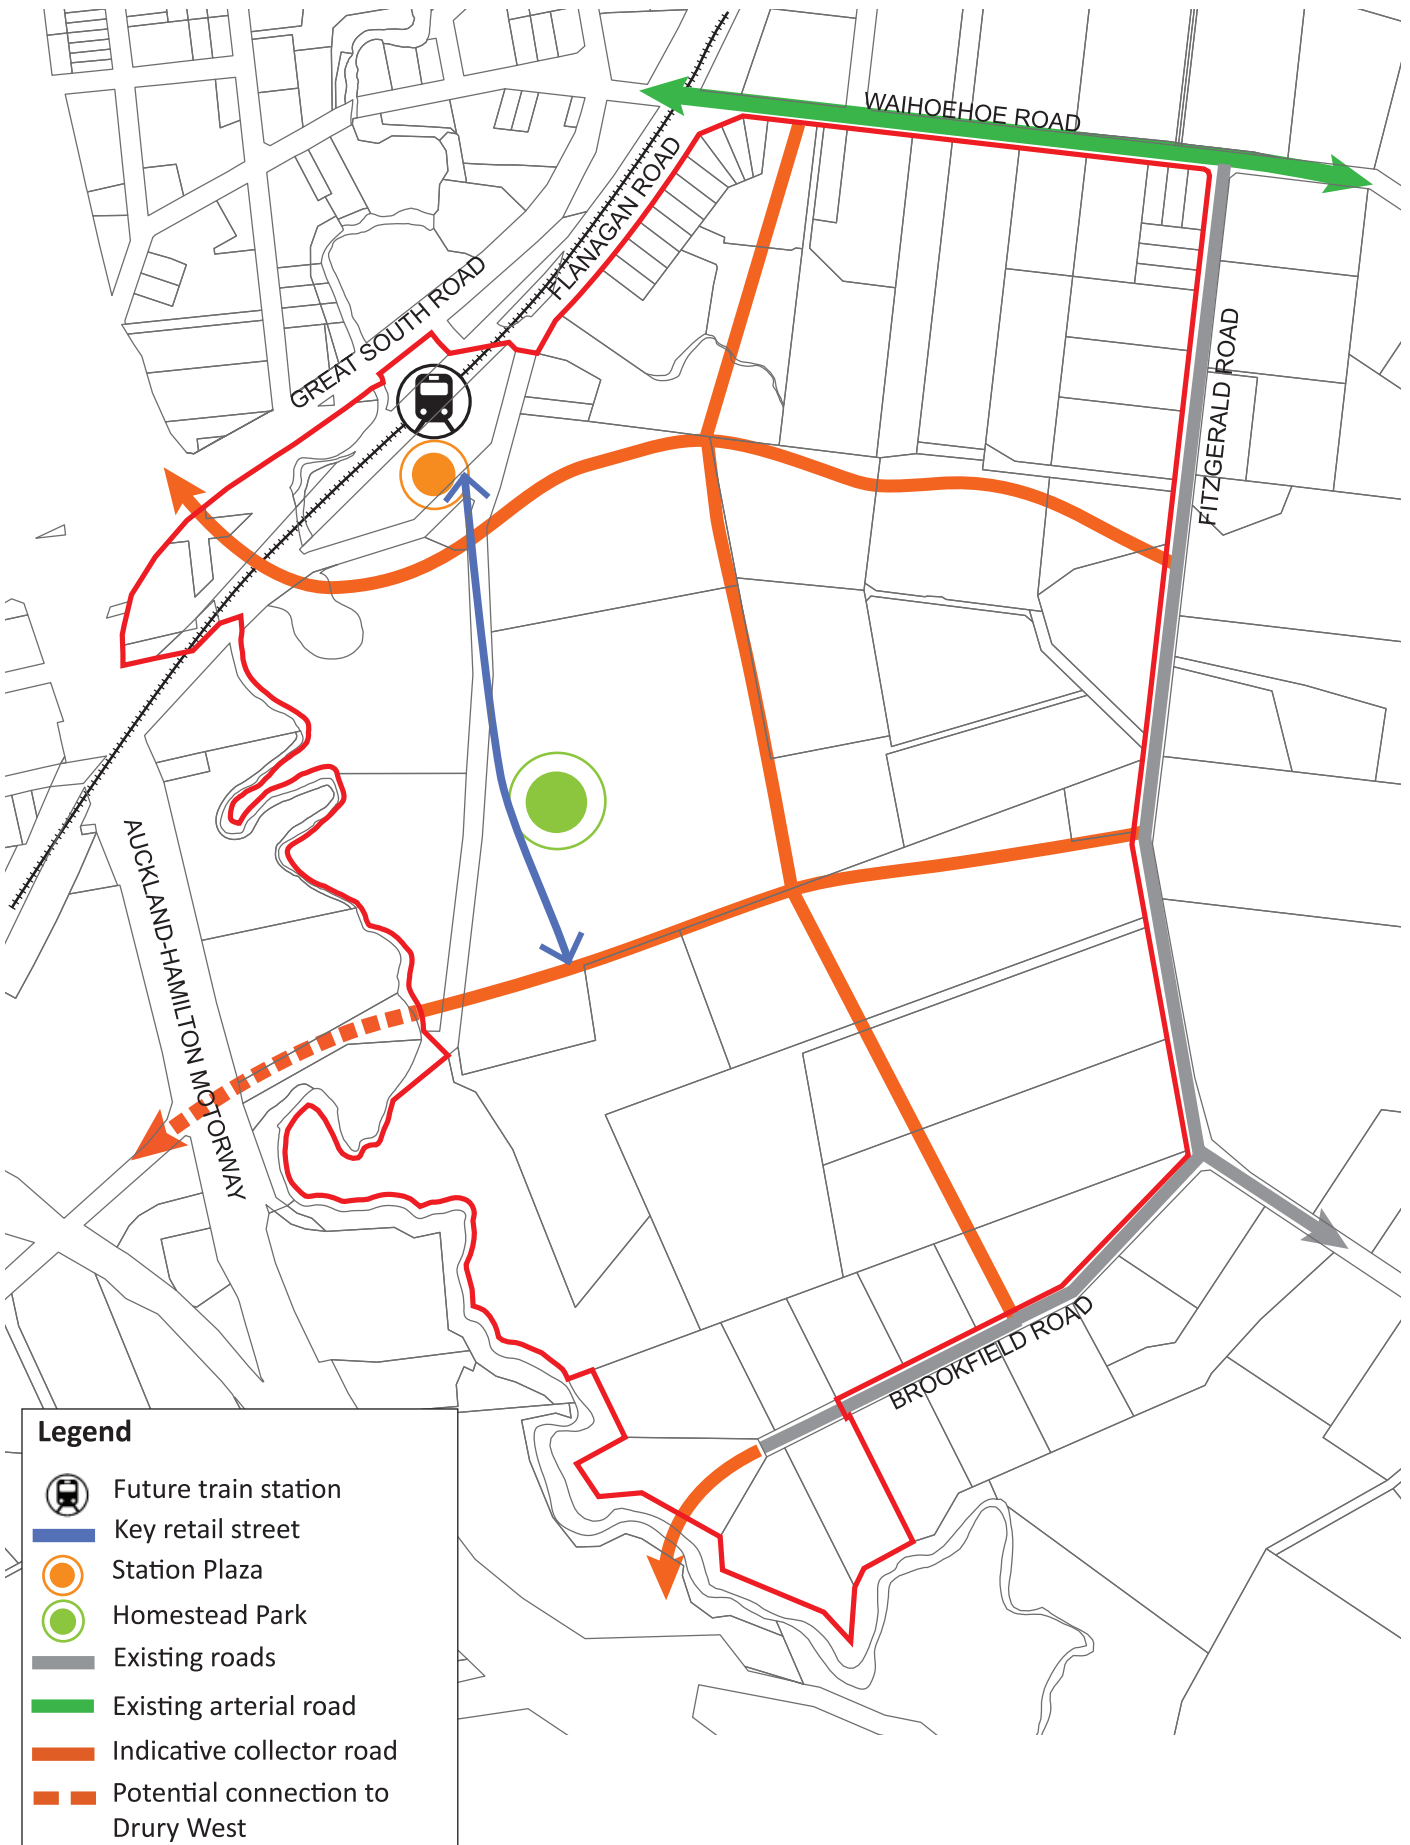 WAIHOEHOE ROAD
FLANAGAN ROAD
GREAT SOUTH ROAD
FITZGERALD ROAD
AUCKLAND-HAMILTON MOTORWAY
BROOKFIELD ROAD
Legend
Future train station
Key retail street
Station Plaza
Homestead Park
Existing roads
Existing arterial road
Indicative collector road
Potential connection to
Drury West